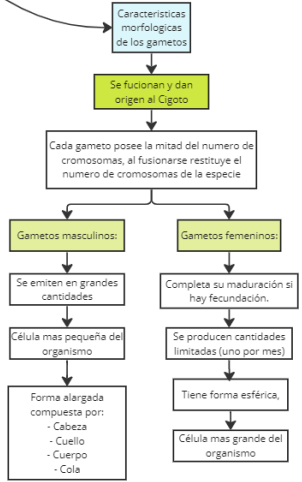 Caracteristicas
morfologicas
de los gametos
Se fucionan y dan
origen al Cigoto
Cada gameto posee la mitad del numero de
cromosomas, al fusionarse restituye el
numero de cromosomas de la especie
Gametos masculinos:
Se emiten en grandes
cantidades
Célula mas pequeña del
organismo
Forma alargada
compuesta por:
- Cabeza
- Cuello
- Cuerpo
- Cola
Gametos femeninos:
Completa su maduración si
hay fecundación.
Se producen cantidades
limitadas (uno por mes)
Tiene forma esférica,
Célula mas grande del
organismo